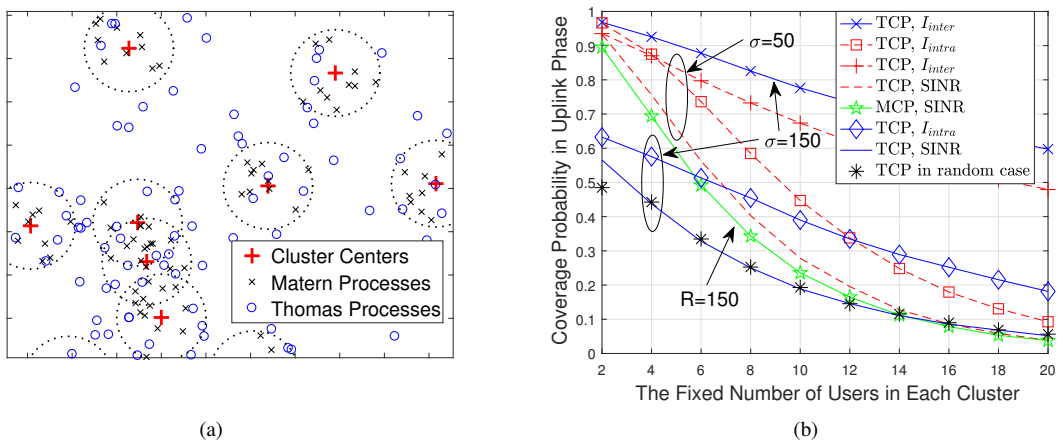 Cluster Centers
Matern Processes
Thomas Processes
(a)
Coverage Probability in Uplink Phase
1
0.9
0.8
0.7
0.6
0.5
0.4
0.3
0.2
0.1
0
2 4 6 8 10 12 14 16 18 20
The Fixed Number of Users in Each Cluster
σ=50
σ=150
R=150
TCP, I_inter
TCP, I_intra
TCP, I_inter
TCP, SINR
MCP, SINR
TCP, I_intra
TCP, SINR
TCP in random case
(b)